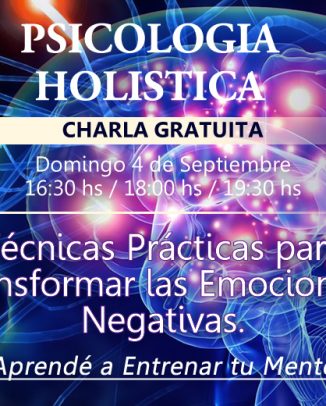 PSICOLOGIA
HOLISTICA
CHARLA GRATUITA
Domingo 4 de Septiembre
16:30 hs / 18:00 hs / 19:30 hs
écnicas Prácticas par
nsformar las Emocion
Negativas.
Aprendé a Entrenar tu Mente